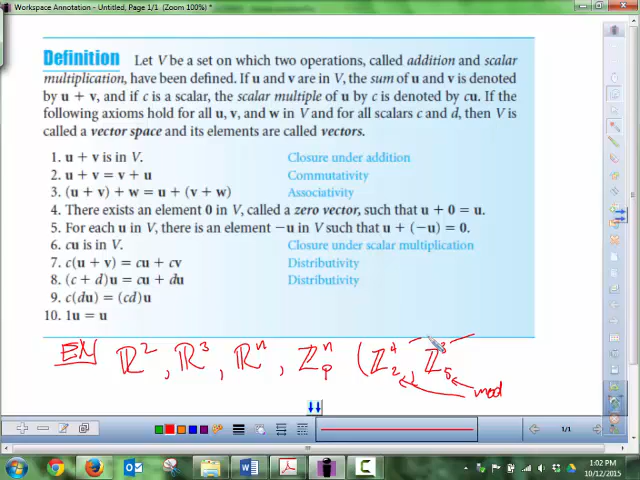 Workspace Annotation - Untitled, Page 1/1 (Zoom 100%) *
Definition Let V be a set on which two operations, called addition and scalar
multiplication, have been defined. If u and v are in V, the sum of u and v is denoted
by u + v, and if c is a scalar, the scalar multiple of u by c is denoted by cu. If the
following axioms hold for all u, v, and w in V and for all scalars c and d, then V is
called a vector space and its elements are called vectors.
1. u + v is in V. Closure under addition
2. u + v = v + u Commutativity
3. (u + v) + w = u + (v + w) Associativity
4. There exists an element 0 in V, called a zero vector, such that u + 0 = u.
5. For each u in V, there is an element −u in V such that u + (−u) = 0.
6. cu is in V. Closure under scalar multiplication
7. c(u + v) = cu + cv Distributivity
8. (c + d)u = cu + du Distributivity
9. c(du) = (cd)u
10. 1u = u
EX ℝ², ℝ³, ℝⁿ, ℤₚⁿ (ℤ₂⁴, ℤ₅³
mod
1/1
1:02 PM
10/12/2015